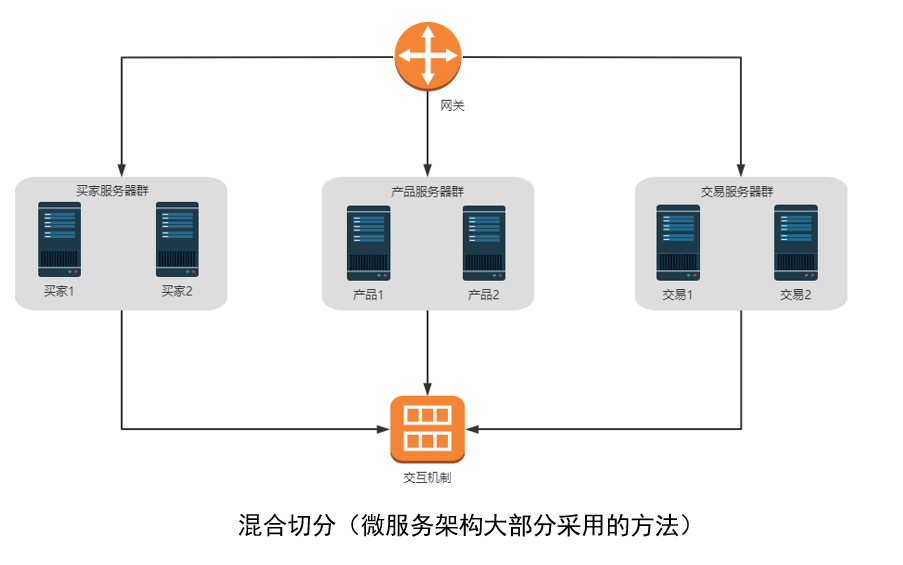 网关
买家服务器群
产品服务器群
交易服务器群
买家1
买家2
产品1
产品2
交易1
交易2
交互机制
混合切分（微服务架构大部分采用的方法）